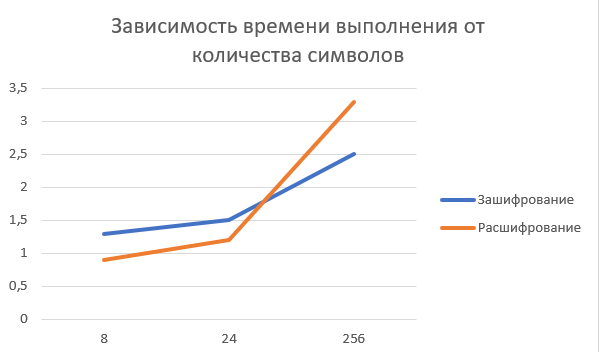 Зависимость времени выполнения от
количества символов
3,5
3
2,5
2
1,5
1
0,5
0
8 24 256
Зашифрование
Расшифрование